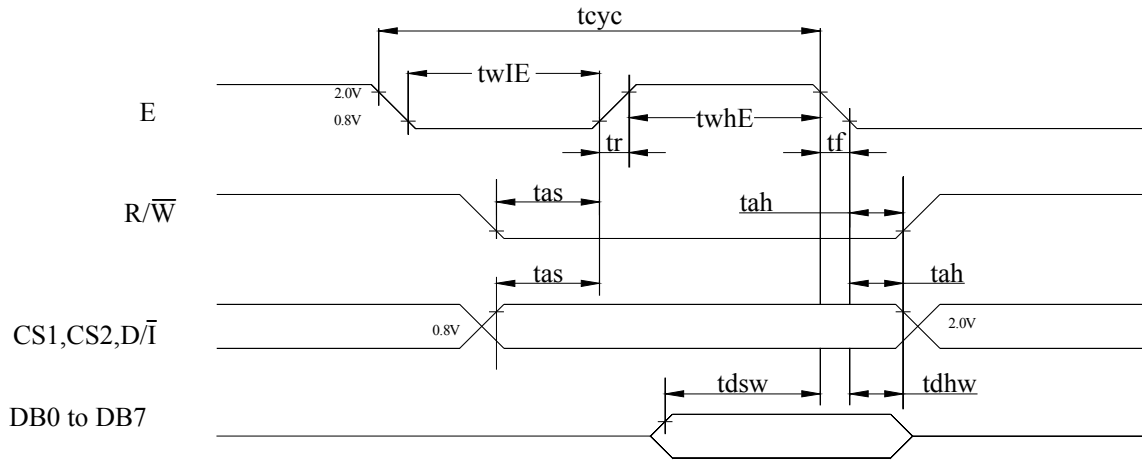 tcyc
twIE
2.0V
E
0.8V
twhE
tr
tf
R/W̅
tas
tah
tas
tah
CS1,CS2,D/I̅
0.8V
2.0V
tdsw
tdhw
DB0 to DB7